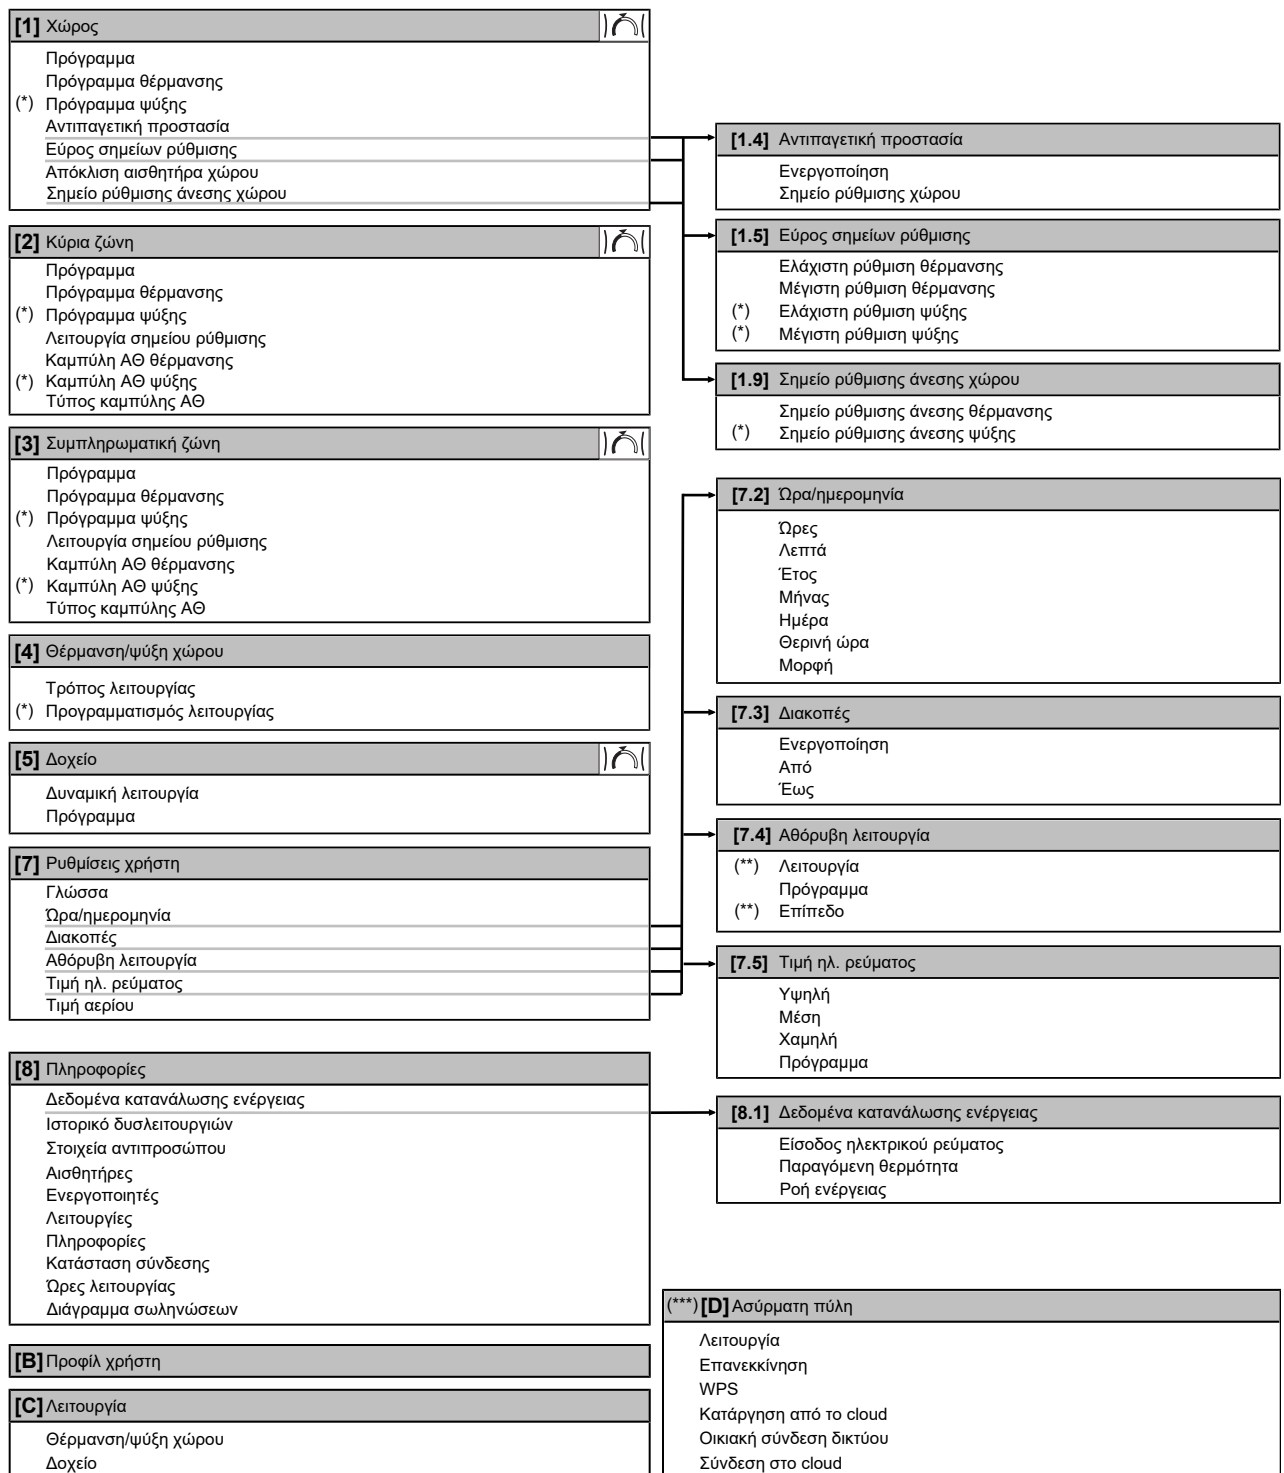 [1] Χώρος
Πρόγραμμα
Πρόγραμμα θέρμανσης
(*) Πρόγραμμα ψύξης
Αντιπαγετική προστασία
Εύρος σημείων ρύθμισης
Απόκλιση αισθητήρα χώρου
Σημείο ρύθμισης άνεσης χώρου
[2] Κύρια ζώνη
Πρόγραμμα
Πρόγραμμα θέρμανσης
(*) Πρόγραμμα ψύξης
Λειτουργία σημείου ρύθμισης
Καμπύλη ΑΘ θέρμανσης
(*) Καμπύλη ΑΘ ψύξης
Τύπος καμπύλης ΑΘ
[3] Συμπληρωματική ζώνη
Πρόγραμμα
Πρόγραμμα θέρμανσης
(*) Πρόγραμμα ψύξης
Λειτουργία σημείου ρύθμισης
Καμπύλη ΑΘ θέρμανσης
(*) Καμπύλη ΑΘ ψύξης
Τύπος καμπύλης ΑΘ
[4] Θέρμανση/ψύξη χώρου
Τρόπος λειτουργίας
(*) Προγραμματισμός λειτουργίας
[5] Δοχείο
Δυναμική λειτουργία
Πρόγραμμα
[7] Ρυθμίσεις χρήστη
Γλώσσα
Ώρα/ημερομηνία
Διακοπές
Αθόρυβη λειτουργία
Τιμή ηλ. ρεύματος
Τιμή αερίου
[8] Πληροφορίες
Δεδομένα κατανάλωσης ενέργειας
Ιστορικό δυσλειτουργιών
Στοιχεία αντιπροσώπου
Αισθητήρες
Ενεργοποιητές
Λειτουργίες
Πληροφορίες
Κατάσταση σύνδεσης
Ώρες λειτουργίας
Διάγραμμα σωληνώσεων
[B] Προφίλ χρήστη
[C] Λειτουργία
Θέρμανση/ψύξη χώρου
Δοχείο
[1.4] Αντιπαγετική προστασία
Ενεργοποίηση
Σημείο ρύθμισης χώρου
[1.5] Εύρος σημείων ρύθμισης
Ελάχιστη ρύθμιση θέρμανσης
Μέγιστη ρύθμιση θέρμανσης
(*) Ελάχιστη ρύθμιση ψύξης
(*) Μέγιστη ρύθμιση ψύξης
[1.9] Σημείο ρύθμισης άνεσης χώρου
Σημείο ρύθμισης άνεσης θέρμανσης
(*) Σημείο ρύθμισης άνεσης ψύξης
[7.2] Ώρα/ημερομηνία
Ώρες
Λεπτά
Έτος
Μήνας
Ημέρα
Θερινή ώρα
Μορφή
[7.3] Διακοπές
Ενεργοποίηση
Από
Έως
[7.4] Αθόρυβη λειτουργία
(**) Λειτουργία
Πρόγραμμα
(**) Επίπεδο
[7.5] Τιμή ηλ. ρεύματος
Υψηλή
Μέση
Χαμηλή
Πρόγραμμα
[8.1] Δεδομένα κατανάλωσης ενέργειας
Είσοδος ηλεκτρικού ρεύματος
Παραγόμενη θερμότητα
Ροή ενέργειας
(***) [D] Ασύρματη πύλη
Λειτουργία
Επανεκκίνηση
WPS
Κατάργηση από το cloud
Οικιακή σύνδεση δικτύου
Σύνδεση στο cloud